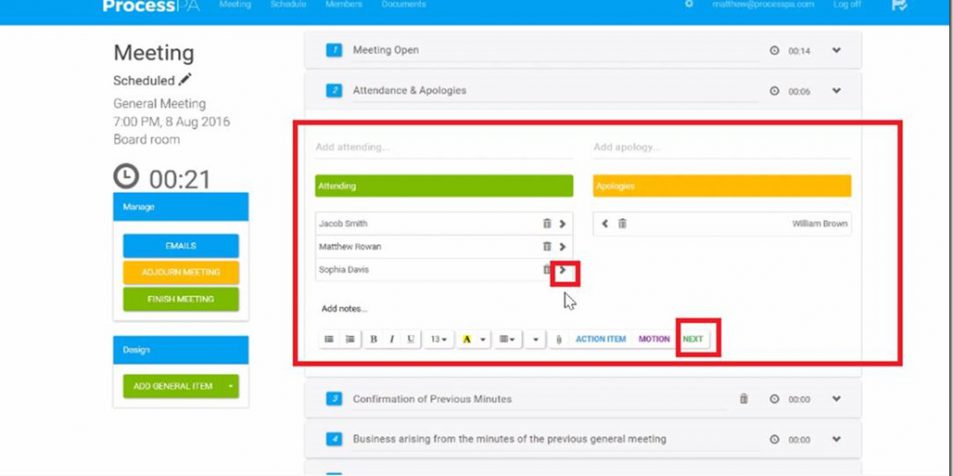 ProcessPA Meeting Schedule Members Documents matthew@processpa.com Log off
Meeting
Scheduled
General Meeting
7:00 PM, 8 Aug 2016
Board room
00:21
Manage
EMAILS
ADJOURN MEETING
FINISH MEETING
Design
ADD GENERAL ITEM
1 Meeting Open 00:14
2 Attendance & Apologies 00:06
Add attending... Add apology...
Attending Apologies
Jacob Smith William Brown
Matthew Rowan
Sophia Davis
Add notes...
B I U 13 A ACTION ITEM MOTION NEXT
3 Confirmation of Previous Minutes 00:00
4 Business arising from the minutes of the previous general meeting 00:00